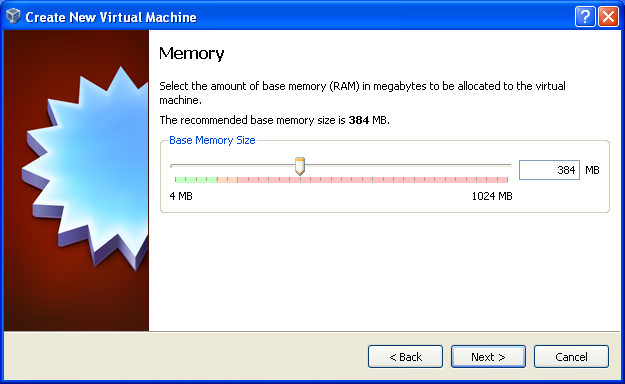 Create New Virtual Machine
Memory
Select the amount of base memory (RAM) in megabytes to be allocated to the virtual
machine.
The recommended base memory size is 384 MB.
Base Memory Size
384 MB
4 MB 1024 MB
< Back Next > Cancel